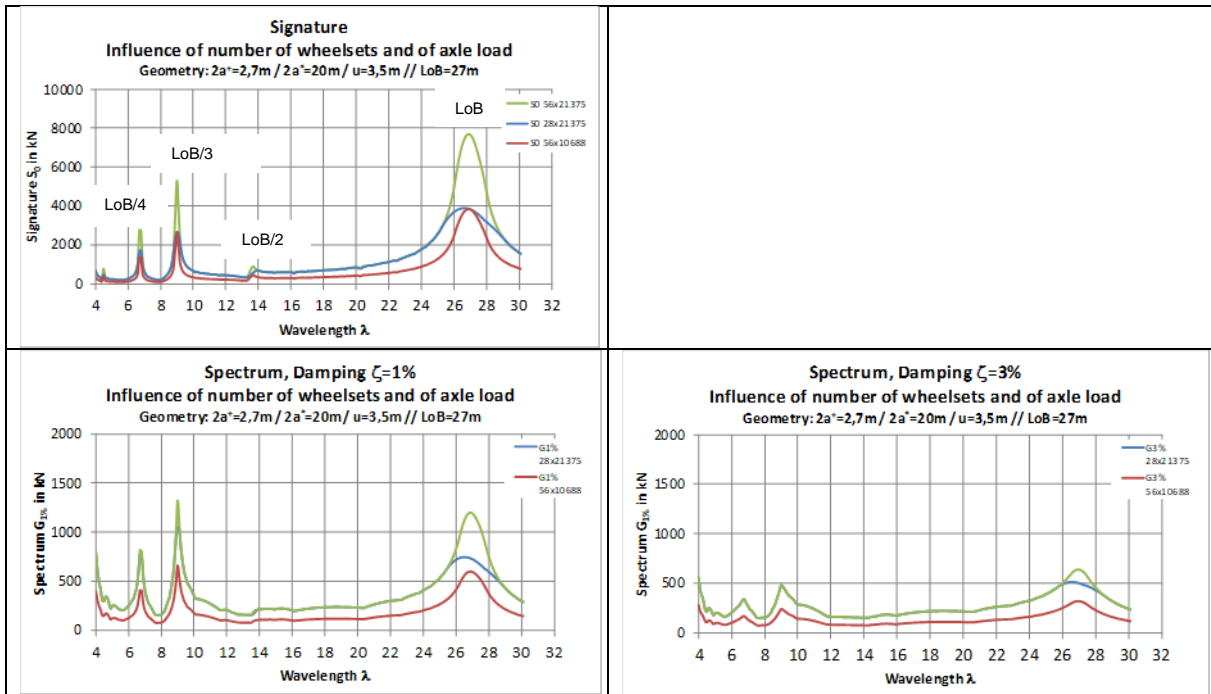 Signature
Influence of number of wheelsets and of axle load
Geometry: 2a⁺=2,7m / 2a*=20m / u=3,5m // LoB=27m
10000
8000
6000
4000
2000
0
Signature S₀ in kN
LoB/4
LoB/3
LoB/2
LoB
S0 56x21375
S0 28x21375
S0 56x10688
4 6 8 10 12 14 16 18 20 22 24 26 28 30 32
Wavelength λ
Spectrum, Damping ζ=1%
Influence of number of wheelsets and of axle load
Geometry: 2a⁺=2,7m / 2a*=20m / u=3,5m // LoB=27m
2000
1500
1000
500
0
Spectrum G₁% in kN
G1%
28x21375
G1%
56x10688
4 6 8 10 12 14 16 18 20 22 24 26 28 30 32
Wavelength λ
Spectrum, Damping ζ=3%
Influence of number of wheelsets and of axle load
Geometry: 2a⁺=2,7m / 2a*=20m / u=3,5m // LoB=27m
2000
1500
1000
500
0
Spectrum G₁% in kN
G3%
28x21375
G3%
56x10688
4 6 8 10 12 14 16 18 20 22 24 26 28 30 32
Wavelength λ